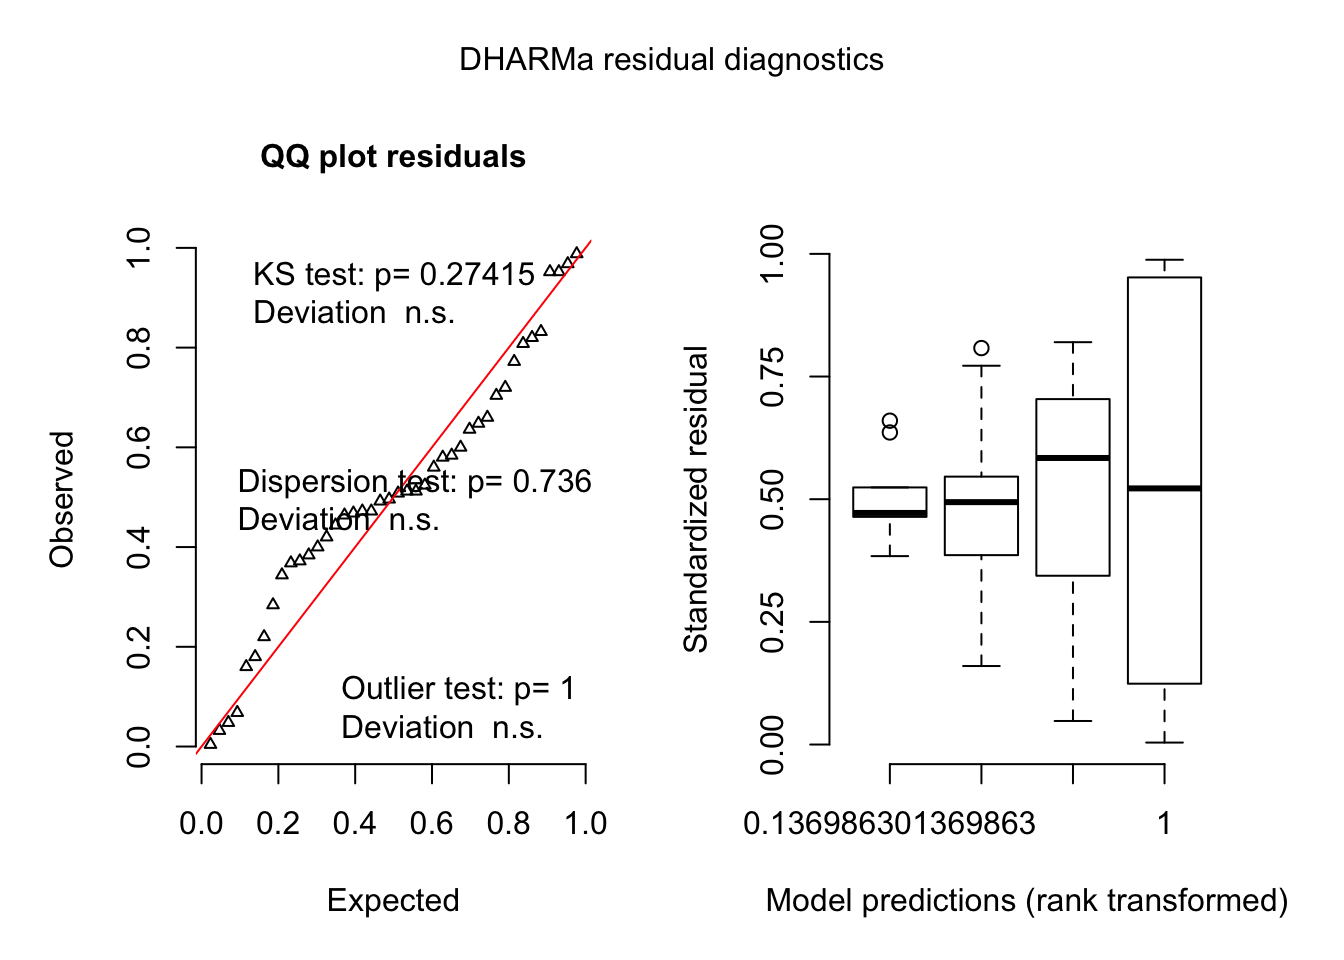 DHARMa residual diagnostics
QQ plot residuals
KS test: p= 0.27415
Deviation  n.s.
Dispersion test: p= 0.736
Deviation  n.s.
Outlier test: p= 1
Deviation  n.s.
Observed
0.0 0.2 0.4 0.6 0.8 1.0
0.0 0.2 0.4 0.6 0.8 1.0
Expected
Standardized residual
0.00 0.25 0.50 0.75 1.00
0.136986301369863 1
Model predictions (rank transformed)